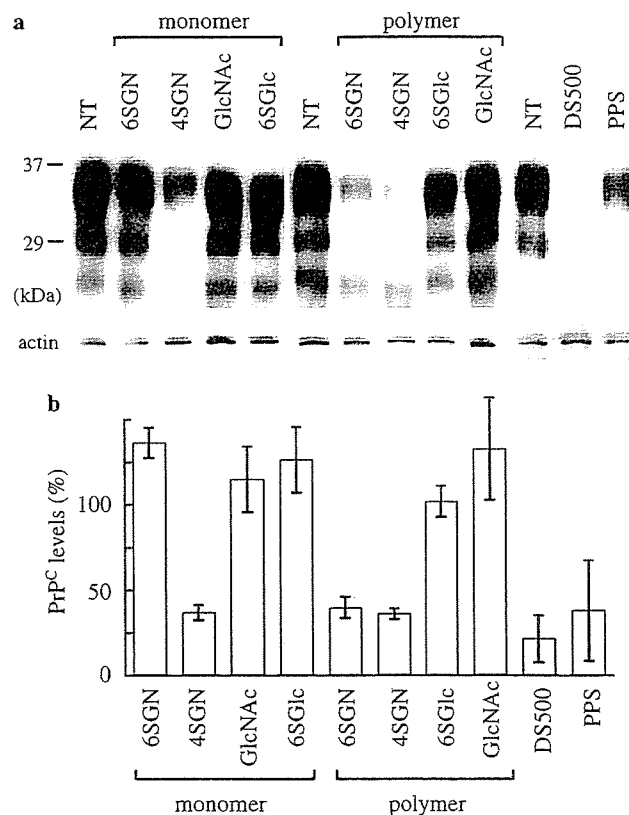 a
monomer
polymer
NT
6SGN
4SGN
GlcNAc
6SGlc
NT
6SGN
4SGN
6SGlc
GlcNAc
NT
DS500
PPS
37
29
(kDa)
actin
b
PrPᶜ levels (%)
100
50
0
6SGN
4SGN
GlcNAc
6SGlc
6SGN
4SGN
6SGlc
GlcNAc
DS500
PPS
monomer
polymer